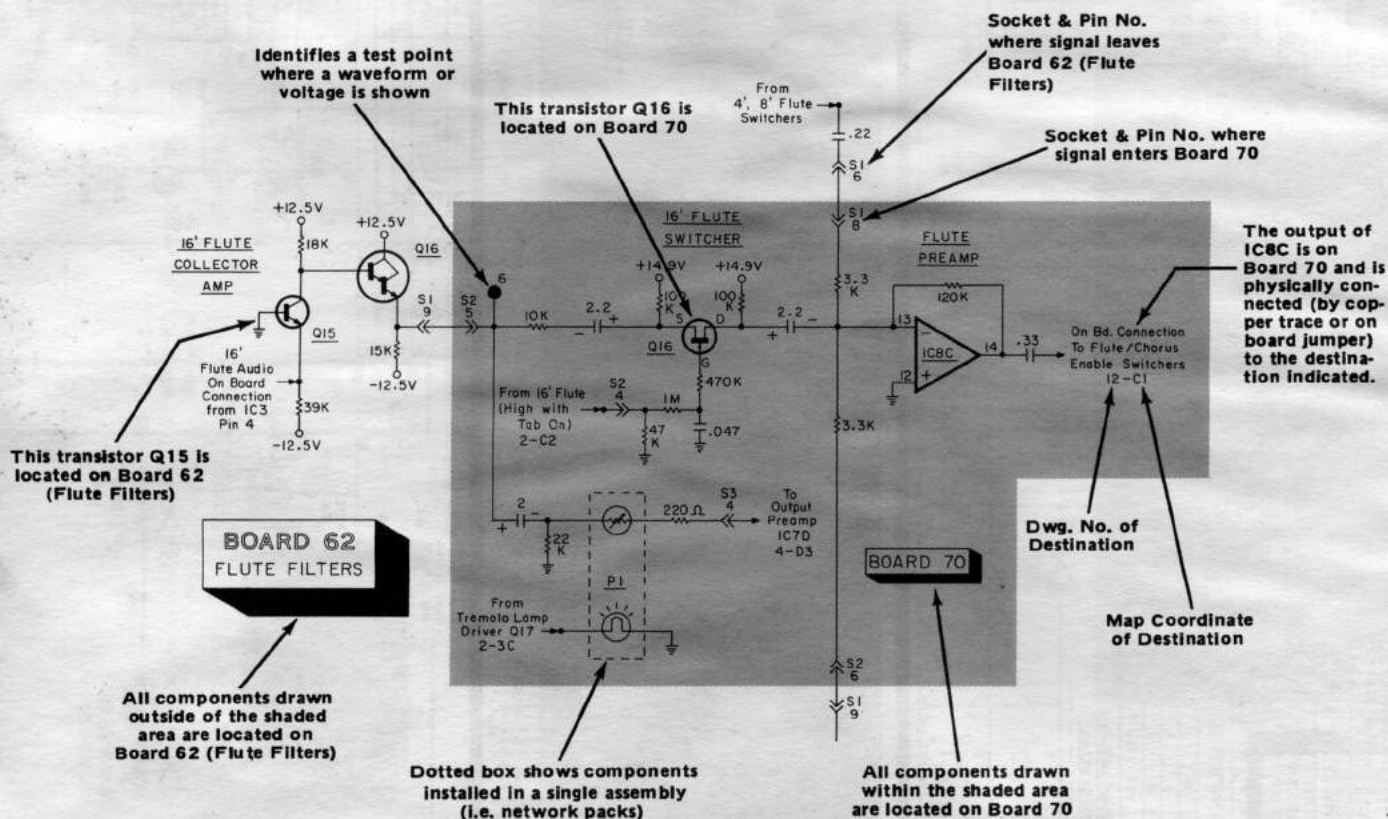 Identifies a test point
where a waveform or
voltage is shown
This transistor Q16 is
located on Board 70
Socket & Pin No.
where signal leaves
Board 62 (Flute
Filters)
From
4', 8' Flute
Switchers
.22
S1
6
Socket & Pin No. where
signal enters Board 70
S1
8
+12.5V
18K
16' FLUTE
COLLECTOR
AMP
+12.5V
Q16
Q15
16'
Flute Audio
On Board
Connection
from IC3
Pin 4
39K
-12.5V
15K
-12.5V
S1
9
S2
5
6
10K
- 2.2 +
16' FLUTE
SWITCHER
+14.9V
100
K
S
D
G
Q16
+14.9V
100
K
2.2
+ -
470K
From 16' Flute
(High with
Tab On)
2-C2
S2
4
1M
47
K
.047
3.3
K
FLUTE
PREAMP
120K
13
-
IC8C
14
12
+
.33
On Bd. Connection
To Flute/Chorus
Enable Switchers
12-C1
The output of
IC8C is on
Board 70 and is
physically con-
nected (by cop-
per trace or on
board jumper)
to the destina-
tion indicated.
3.3K
This transistor Q15 is
located on Board 62
(Flute Filters)
BOARD 62
FLUTE FILTERS
2
+ -
22
K
220Ω
S3
4
To
Output
Preamp
IC7D
4-D3
P1
From
Tremolo Lamp
Driver Q17
2-3C
BOARD 70
Dwg. No. of
Destination
Map Coordinate
of Destination
S2
6
S1
9
All components drawn
outside of the shaded
area are located on
Board 62 (Flute Filters)
Dotted box shows components
installed in a single assembly
(i.e. network packs)
All components drawn
within the shaded area
are located on Board 70